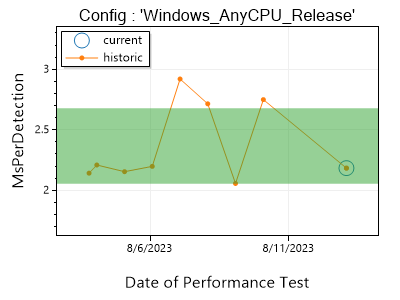 Config : 'Windows_AnyCPU_Release'
current
historic
MsPerDetection
3
2.5
2
8/6/2023
8/11/2023
Date of Performance Test